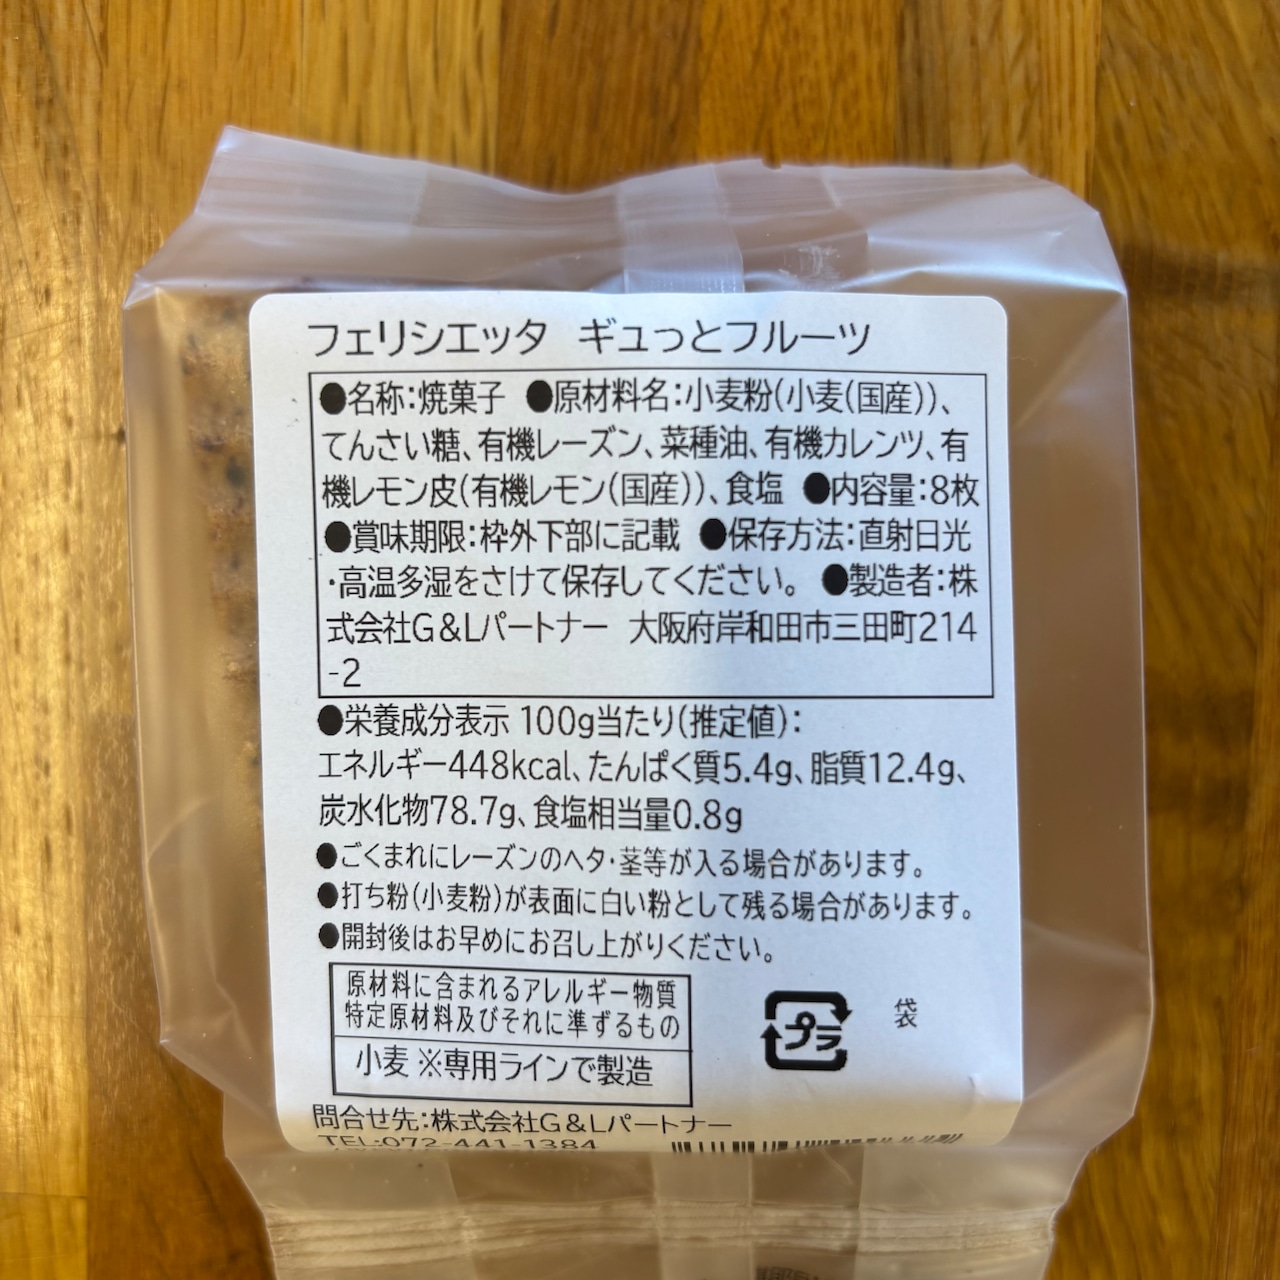 フェリシエッタ ギュっとフルーツ
●名称:焼菓子 ●原材料名:小麦粉(小麦(国産))、
てんさい糖、有機レーズン、菜種油、有機カレンツ、有
機レモン皮(有機レモン(国産))、食塩 ●内容量:8枚
●賞味期限:枠外下部に記載 ●保存方法:直射日光
・高温多湿をさけて保存してください。 ●製造者:株
式会社G&Lパートナー 大阪府岸和田市三田町214
-2
●栄養成分表示 100g当たり(推定値):
エネルギー448kcal、たんぱく質5.4g、脂質12.4g、
炭水化物78.7g、食塩相当量0.8g
●ごくまれにレーズンのヘタ・茎等が入る場合があります。
●打ち粉(小麦粉)が表面に白い粉として残る場合があります。
●開封後はお早めにお召し上がりください。
原材料に含まれるアレルギー物質
特定原材料及びそれに準ずるもの
小麦 ※専用ラインで製造
プラ
袋
問合せ先:株式会社G&Lパートナー
TEL:072-441-1384